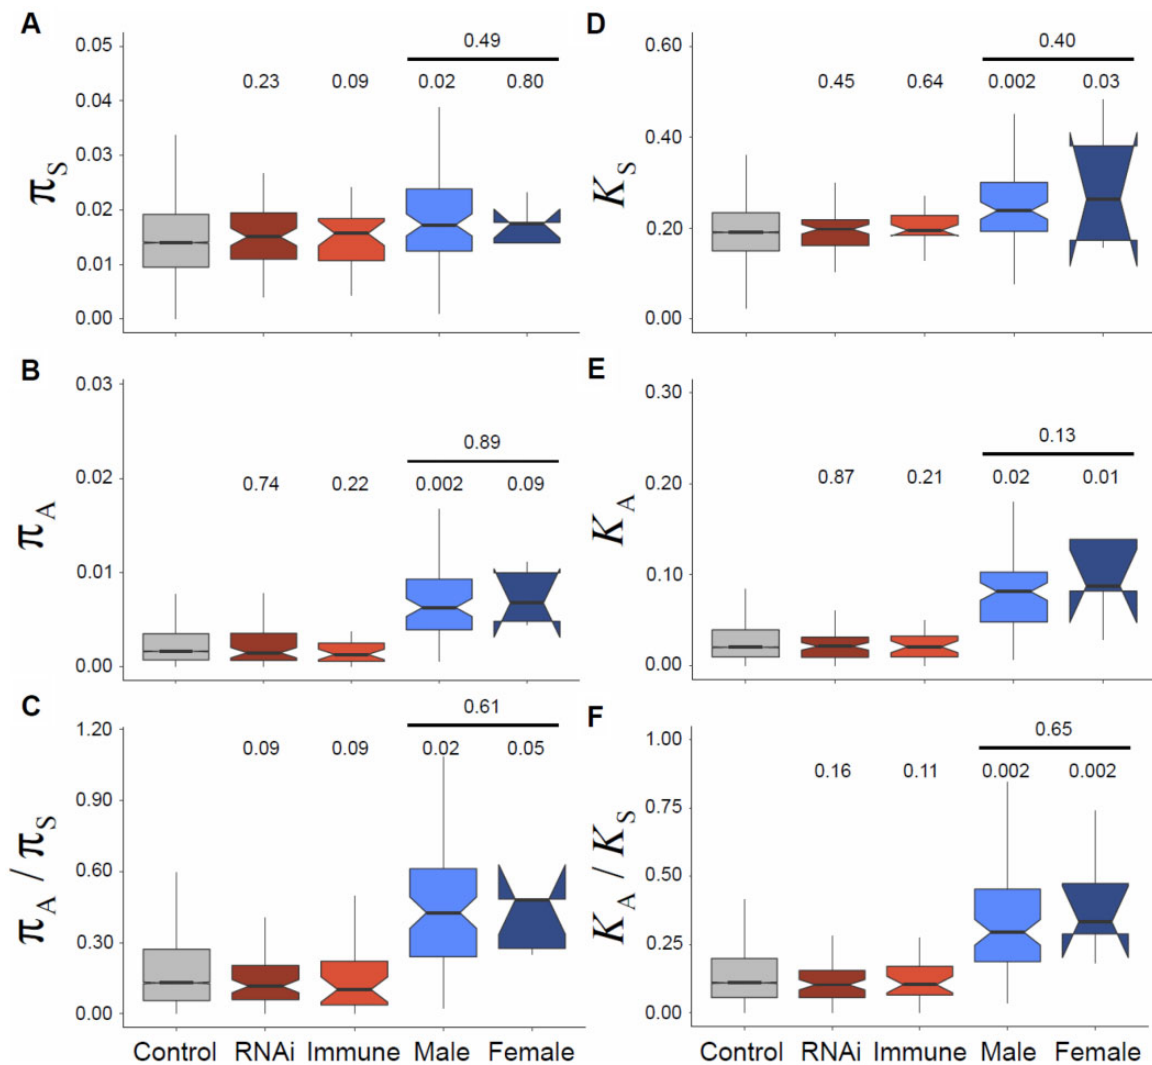 A
0.05
0.04
0.03
0.02
0.01
0.00
πS
0.49
0.23 0.09 0.02 0.80
B
0.03
0.02
0.01
0.00
πA
0.89
0.74 0.22 0.002 0.09
C
1.20
0.90
0.60
0.30
0.00
πA / πS
0.61
0.09 0.09 0.02 0.05
Control RNAi Immune Male Female
D
0.60
0.40
0.20
0.00
KS
0.40
0.45 0.64 0.002 0.03
E
0.30
0.20
0.10
0.00
KA
0.13
0.87 0.21 0.02 0.01
F
1.00
0.75
0.50
0.25
0.00
KA / KS
0.65
0.16 0.11 0.002 0.002
Control RNAi Immune Male Female